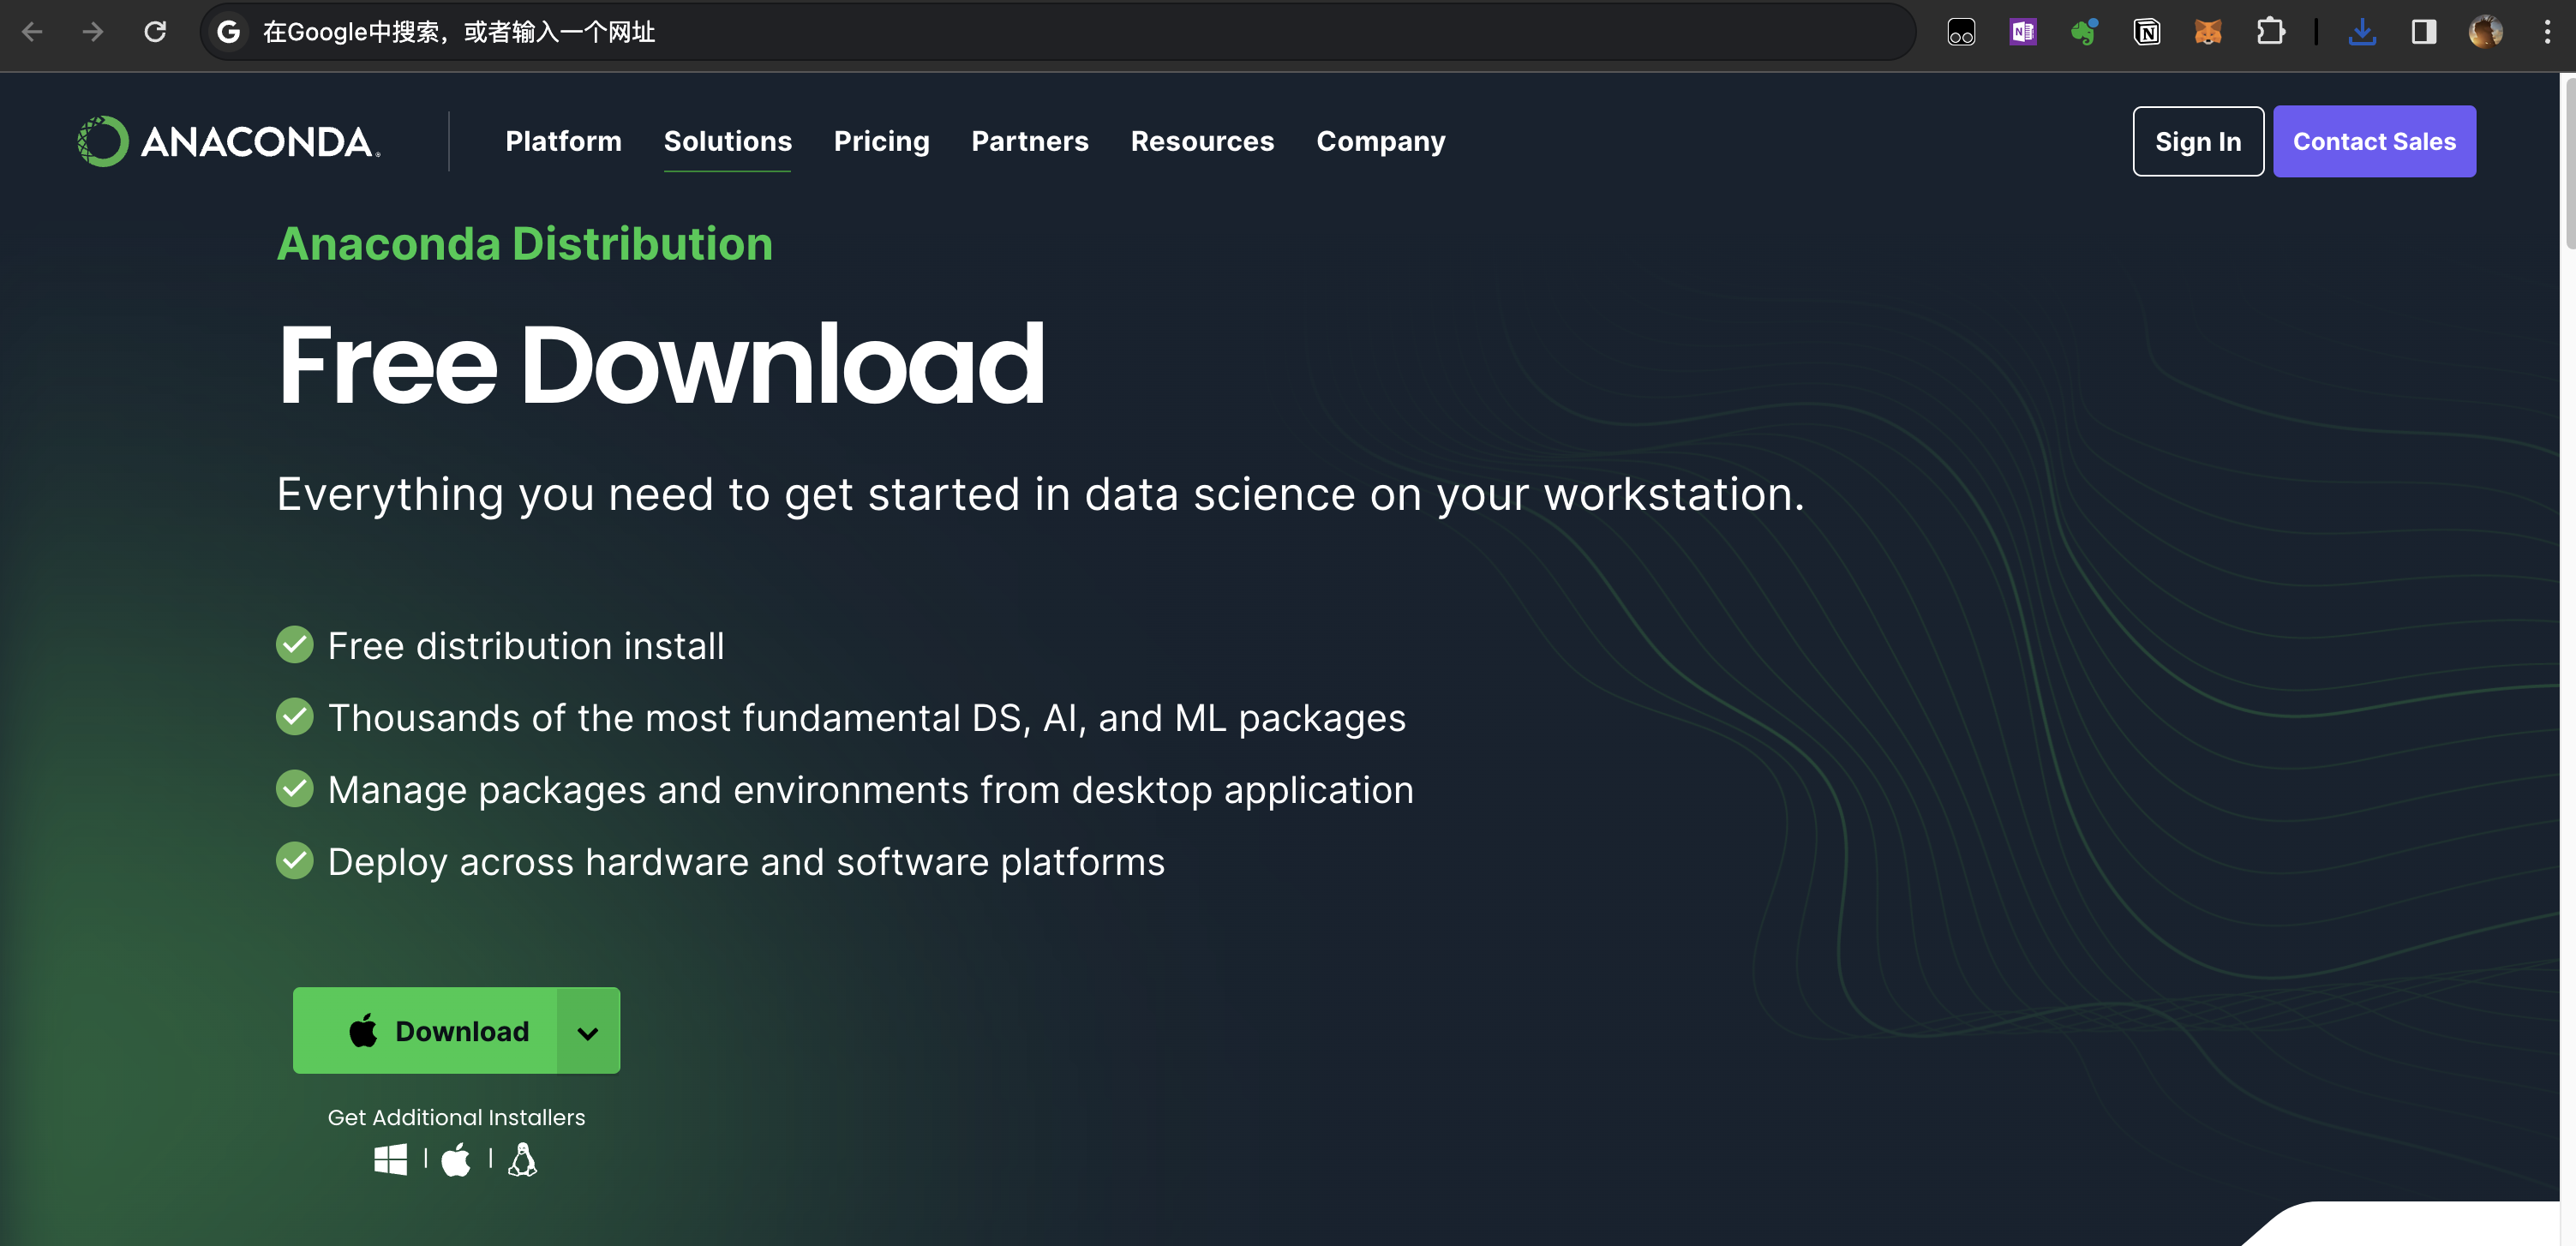 在Google中搜索，或者输入一个网址
ANACONDA.
Platform Solutions Pricing Partners Resources Company
Sign In Contact Sales
Anaconda Distribution
Free Download
Everything you need to get started in data science on your workstation.
Free distribution install
Thousands of the most fundamental DS, AI, and ML packages
Manage packages and environments from desktop application
Deploy across hardware and software platforms
Download
Get Additional Installers